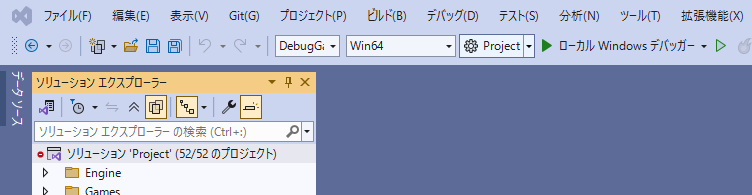 ファイル(F) 編集(E) 表示(V) Git(G) プロジェクト(P) ビルド(B) デバッグ(D) テスト(S) 分析(N) ツール(T) 拡張機能(X)
DebugGa Win64 Project ローカル Windows デバッガー
データ ソース
ソリューション エクスプローラー
ソリューション エクスプローラー の検索 (Ctrl+:)
ソリューション 'Project' (52/52 のプロジェクト)
Engine
Games